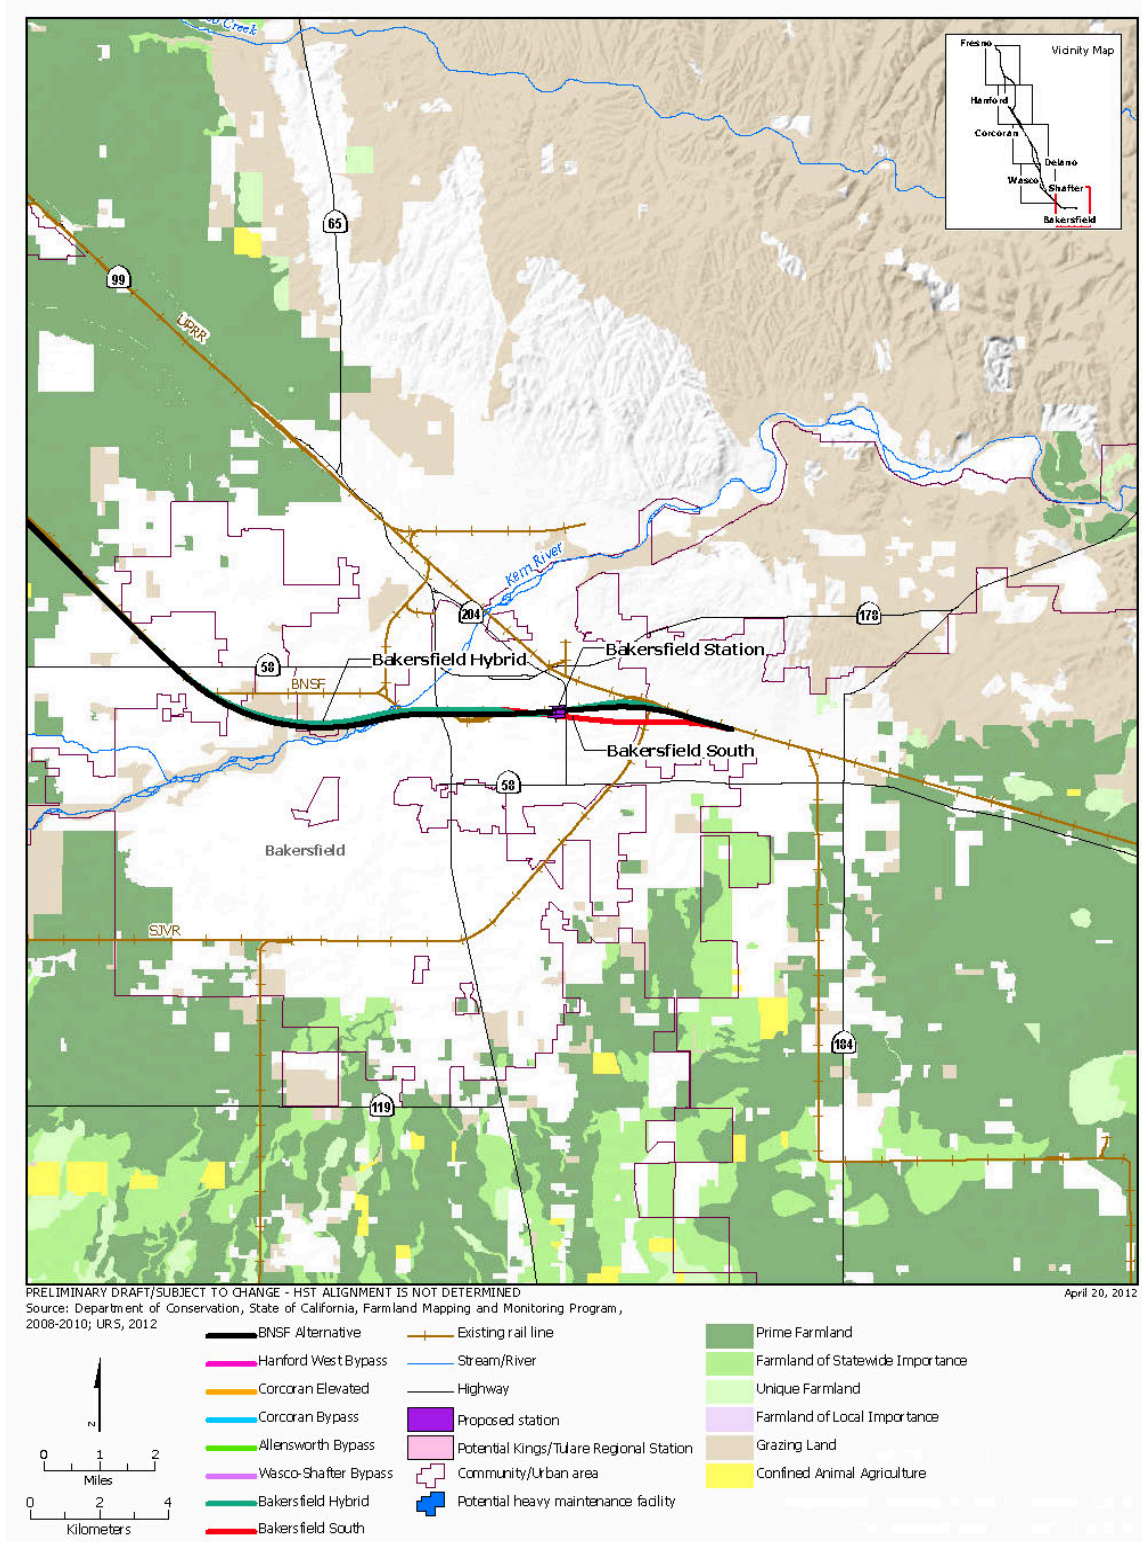 o Creek
Vicinity Map
Fresno
Hanford
Corcoran
Delano
Wasco
Shafter
Bakersfield
65
99
UPRR
Kern River
204
178
Bakersfield Station
58
Bakersfield Hybrid
BNSF
Bakersfield South
58
Bakersfield
SJVR
184
119
PRELIMINARY DRAFT/SUBJECT TO CHANGE - HST ALIGNMENT IS NOT DETERMINED
April 20, 2012
Source: Department of Conservation, State of California, Farmland Mapping and Monitoring Program,
2008-2010; URS, 2012
BNSF Alternative
Hanford West Bypass
Corcoran Elevated
Corcoran Bypass
Allensworth Bypass
Wasco-Shafter Bypass
Bakersfield Hybrid
Bakersfield South
Existing rail line
Stream/River
Highway
Proposed station
Potential Kings/Tulare Regional Station
Community/Urban area
Potential heavy maintenance facility
Prime Farmland
Farmland of Statewide Importance
Unique Farmland
Farmland of Local Importance
Grazing Land
Confined Animal Agriculture
N
0 1 2
Miles
0 2 4
Kilometers